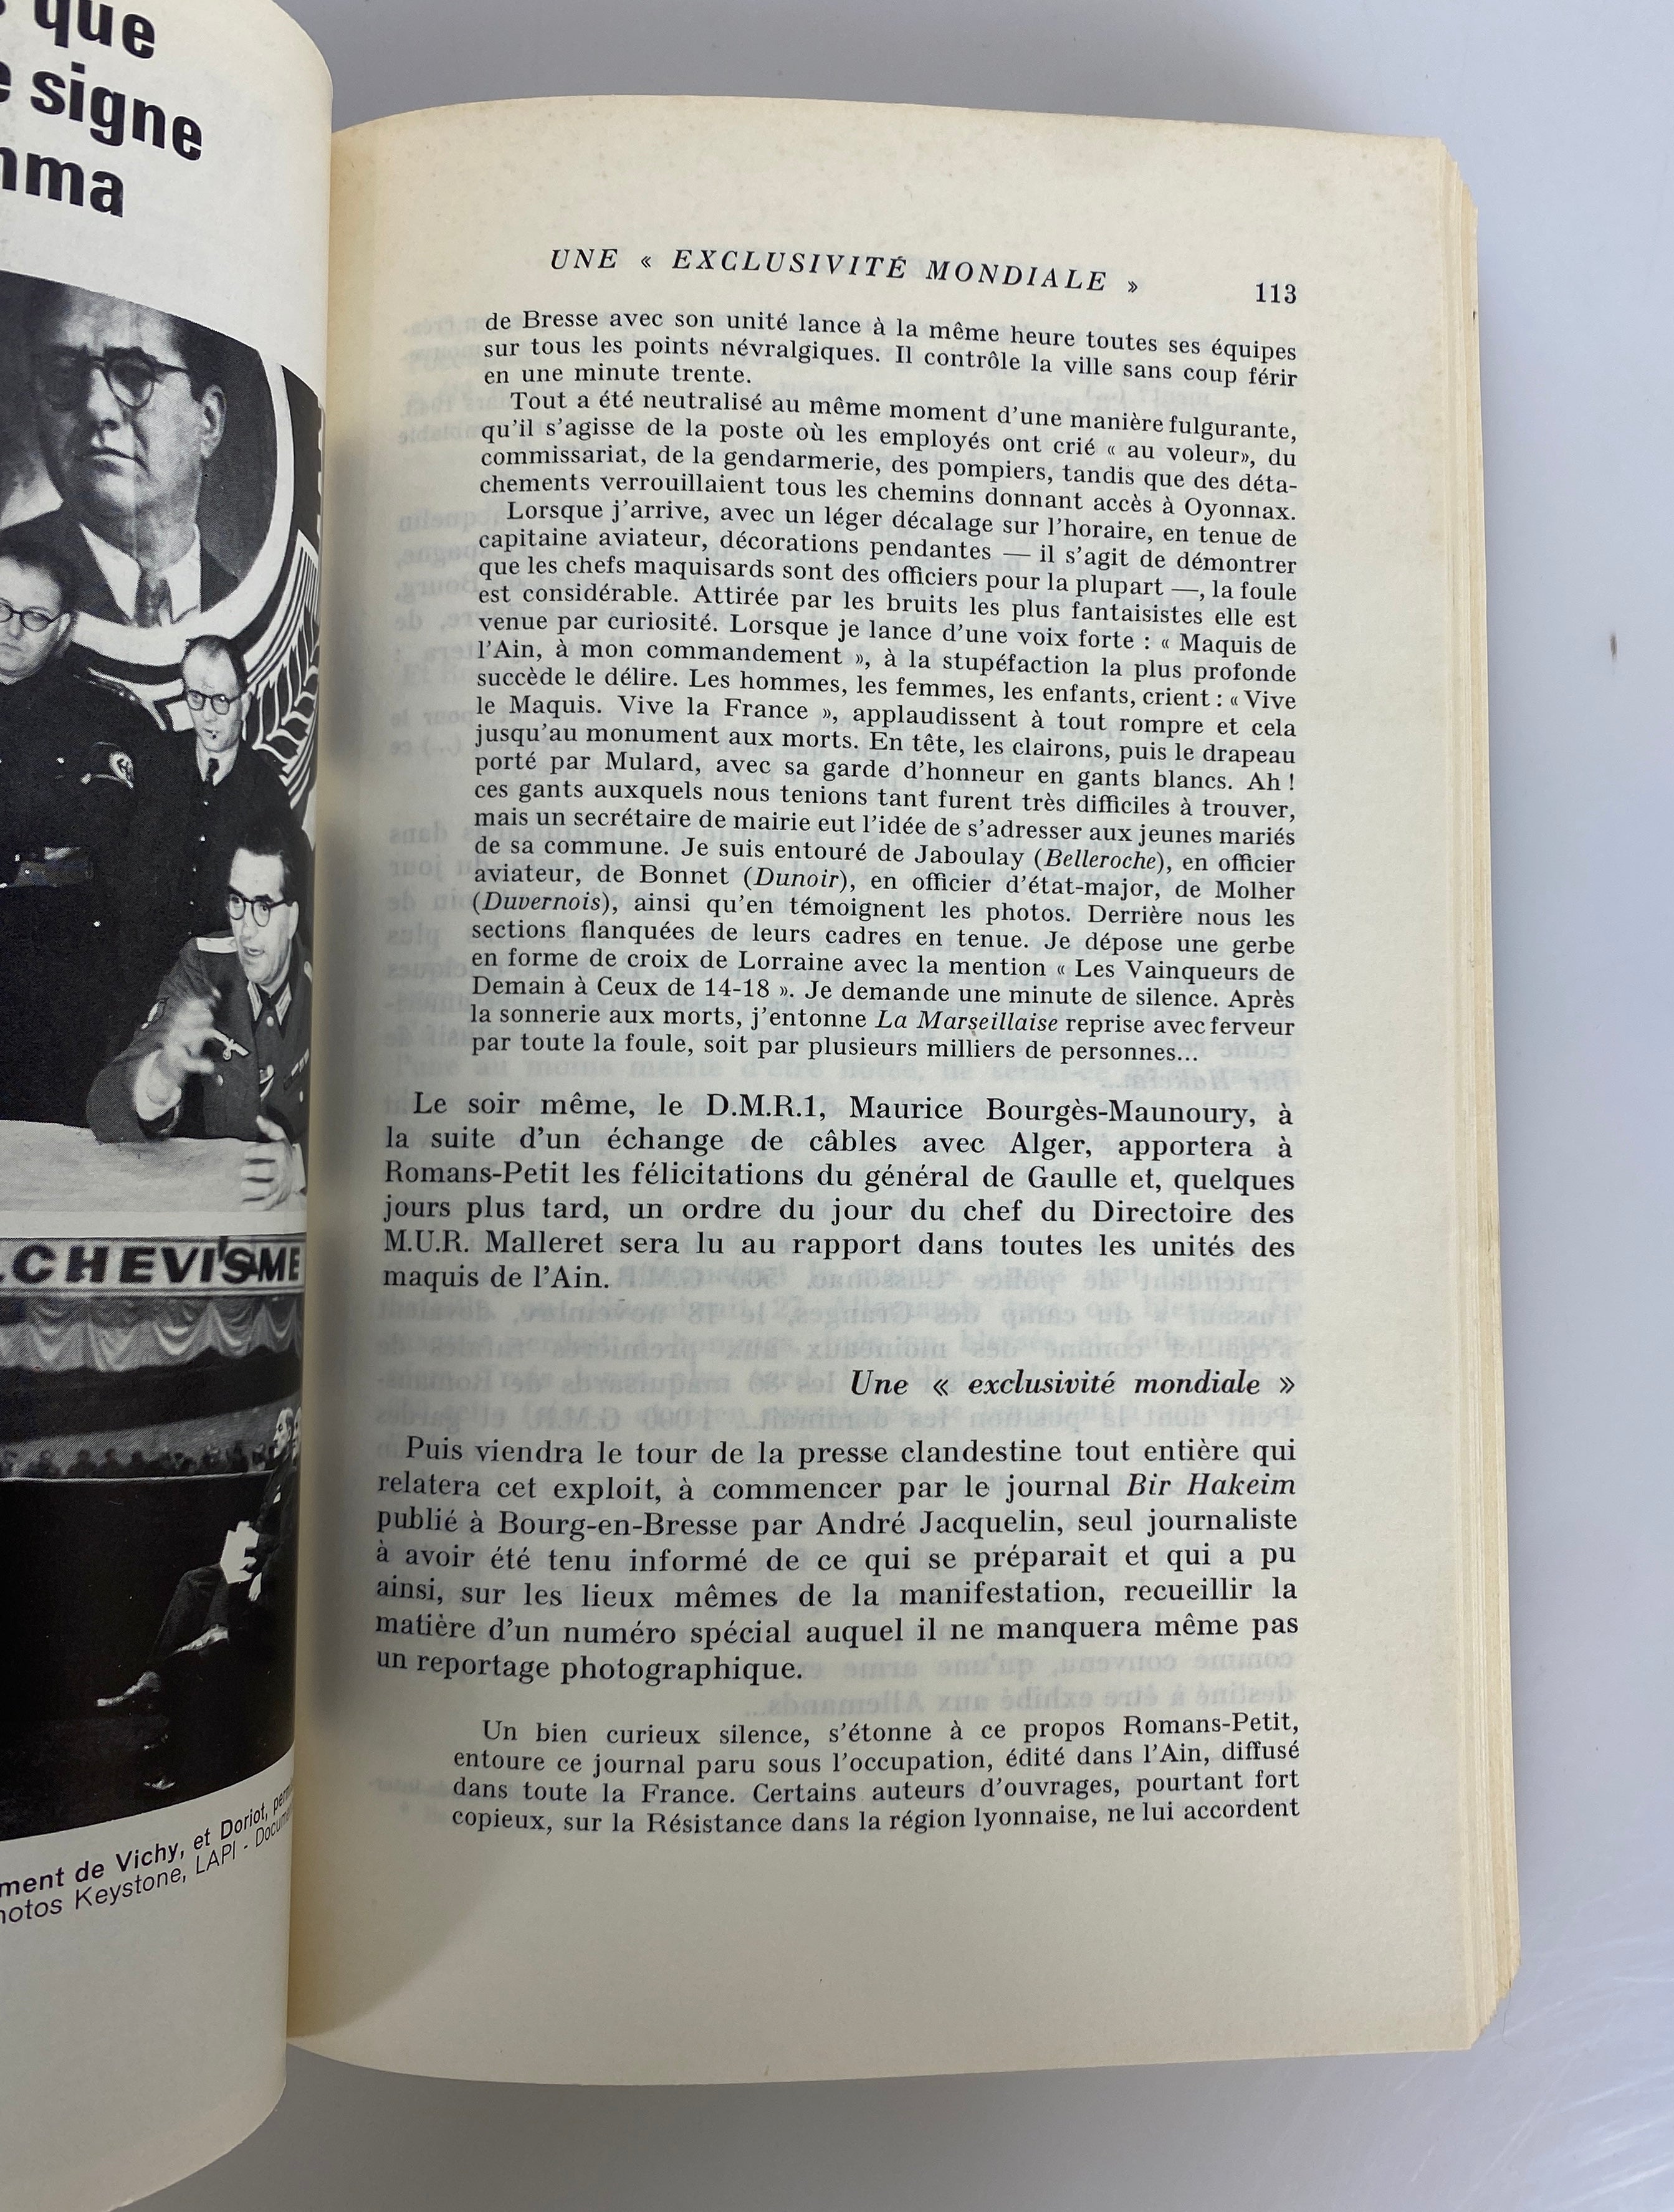 que
signe
mma
CHEVISME
ment de Vichy, et Doriot,
hotos Keystone, LAPI -
UNE « EXCLUSIVITÉ MONDIALE »
113
de Bresse avec son unité lance à la même heure toutes ses équipes
sur tous les points névralgiques. Il contrôle la ville sans coup férir
en une minute trente.
Tout a été neutralisé au même moment d'une manière fulgurante,
qu'il s'agisse de la poste où les employés ont crié « au voleur», du
commissariat, de la gendarmerie, des pompiers, tandis que des déta-
chements verrouillaient tous les chemins donnant accès à Oyonnax.
Lorsque j'arrive, avec un léger décalage sur l'horaire, en tenue de
capitaine aviateur, décorations pendantes — il s'agit de démontrer
que les chefs maquisards sont des officiers pour la plupart —, la foule
est considérable. Attirée par les bruits les plus fantaisistes elle est
venue par curiosité. Lorsque je lance d'une voix forte : « Maquis de
l'Ain, à mon commandement », à la stupéfaction la plus profonde
succède le délire. Les hommes, les femmes, les enfants, crient : « Vive
le Maquis. Vive la France », applaudissent à tout rompre et cela
jusqu'au monument aux morts. En tête, les clairons, puis le drapeau
porté par Mulard, avec sa garde d'honneur en gants blancs. Ah !
ces gants auxquels nous tenions tant furent très difficiles à trouver,
mais un secrétaire de mairie eut l'idée de s'adresser aux jeunes mariés
de sa commune. Je suis entouré de Jaboulay (Belleroche), en officier
aviateur, de Bonnet (Dunoir), en officier d'état-major, de Molher
(Duvernois), ainsi qu'en témoignent les photos. Derrière nous les
sections flanquées de leurs cadres en tenue. Je dépose une gerbe
en forme de croix de Lorraine avec la mention « Les Vainqueurs de
Demain à Ceux de 14-18 ». Je demande une minute de silence. Après
la sonnerie aux morts, j'entonne La Marseillaise reprise avec ferveur
par toute la foule, soit par plusieurs milliers de personnes...
Le soir même, le D.M.R.1, Maurice Bourgès-Maunoury, à
la suite d'un échange de câbles avec Alger, apportera à
Romans-Petit les félicitations du général de Gaulle et, quelques
jours plus tard, un ordre du jour du chef du Directoire des
M.U.R. Malleret sera lu au rapport dans toutes les unités des
maquis de l'Ain.
Une « exclusivité mondiale »
Puis viendra le tour de la presse clandestine tout entière qui
relatera cet exploit, à commencer par le journal Bir Hakeim
publié à Bourg-en-Bresse par André Jacquelin, seul journaliste
à avoir été tenu informé de ce qui se préparait et qui a pu
ainsi, sur les lieux mêmes de la manifestation, recueillir la
matière d'un numéro spécial auquel il ne manquera même pas
un reportage photographique.
Un bien curieux silence, s'étonne à ce propos Romans-Petit,
entoure ce journal paru sous l'occupation, édité dans l'Ain, diffusé
dans toute la France. Certains auteurs d'ouvrages, pourtant fort
copieux, sur la Résistance dans la région lyonnaise, ne lui accordent